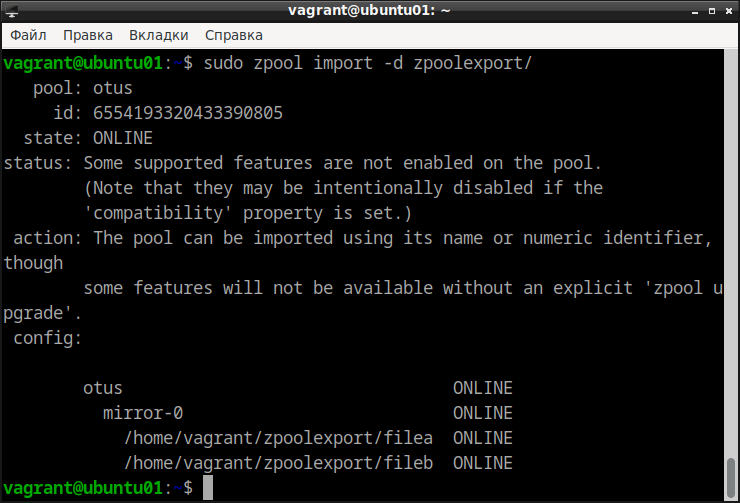 vagrant@ubuntu01: ~
Файл Правка Вкладки Справка
vagrant@ubuntu01:~$ sudo zpool import -d zpoolexport/
   pool: otus
     id: 6554193320433390805
  state: ONLINE
status: Some supported features are not enabled on the pool.
        (Note that they may be intentionally disabled if the
        'compatibility' property is set.)
 action: The pool can be imported using its name or numeric identifier,
though
        some features will not be available without an explicit 'zpool u
pgrade'.
 config:

        otus                                 ONLINE
          mirror-0                           ONLINE
            /home/vagrant/zpoolexport/filea  ONLINE
            /home/vagrant/zpoolexport/fileb  ONLINE
vagrant@ubuntu01:~$